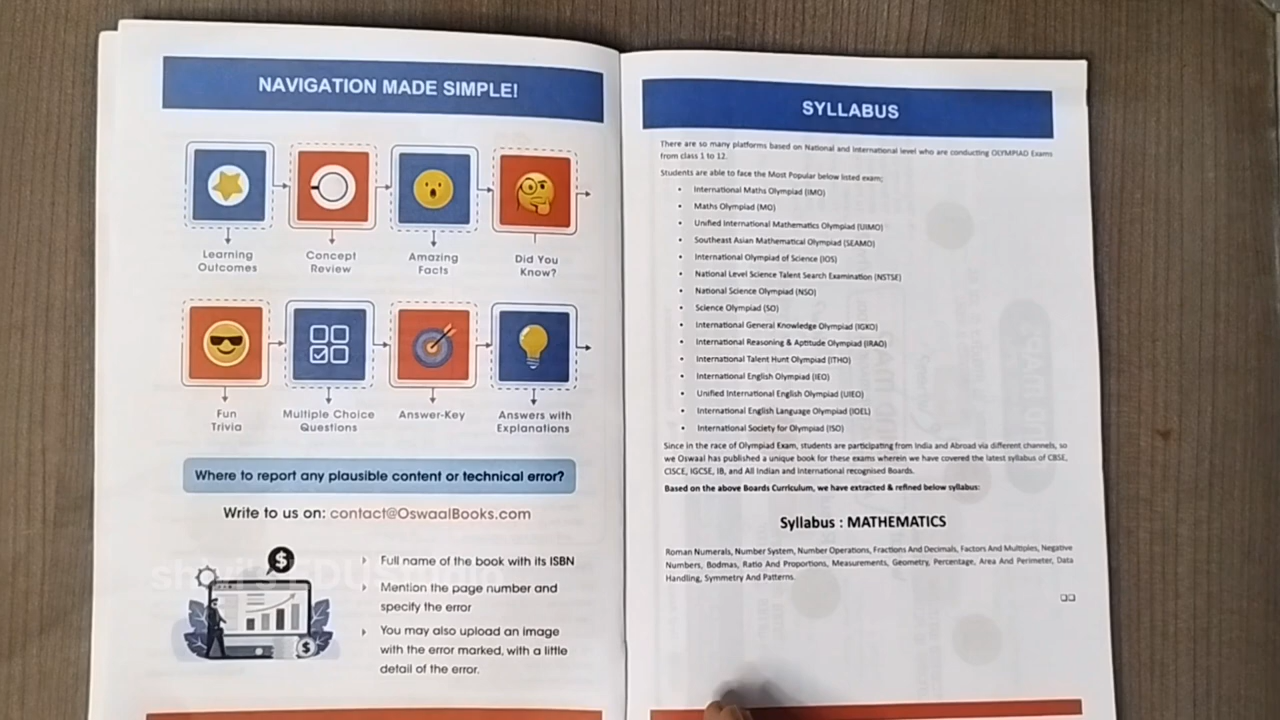 NAVIGATION MADE SIMPLE!
Learning
Outcomes
Concept
Review
Amazing
Facts
Did You
Know?
Fun
Trivia
Multiple Choice
Questions
Answer-Key
Answers with
Explanations
Where to report any plausible content or technical error?
Write to us on: contact@OswaalBooks.com
Full name of the book with its ISBN
Mention the page number and
specify the error
You may also upload an image
with the error marked, with a little
detail of the error.
SYLLABUS
There are so many platforms based on National and International level who are conducting OLYMPIAD Exams
from class 1 to 12.
Students are able to face the Most Popular below listed exam;
• International Maths Olympiad (IMO)
• Maths Olympiad (MO)
• Unified International Mathematics Olympiad (UIMO)
• Southeast Asian Mathematical Olympiad (SEAMO)
• International Olympiad of Science (IOS)
• National Level Science Talent Search Examination (NSTSE)
• National Science Olympiad (NSO)
• Science Olympiad (SO)
• International General Knowledge Olympiad (IGKO)
• International Reasoning & Aptitude Olympiad (IRAO)
• International Talent Hunt Olympiad (ITHO)
• International English Olympiad (IEO)
• Unified International English Olympiad (UIEO)
• International English Language Olympiad (IOEL)
• International Society for Olympiad (ISO)
Since in the race of Olympiad Exam, students are participating from India and Abroad via different channels, so
we Oswaal has published a unique book for these exams wherein we have covered the latest syllabus of CBSE,
CISCE, IGCSE, IB, and All Indian and International recognised Boards.
Based on the above Boards Curriculum, we have extracted & refined below syllabus:
Syllabus : MATHEMATICS
Roman Numerals, Number System, Number Operations, Fractions And Decimals, Factors And Multiples, Negative
Numbers, Bodmas, Ratio And Proportions, Measurements, Geometry, Percentage, Area And Perimeter, Data
Handling, Symmetry And Patterns.